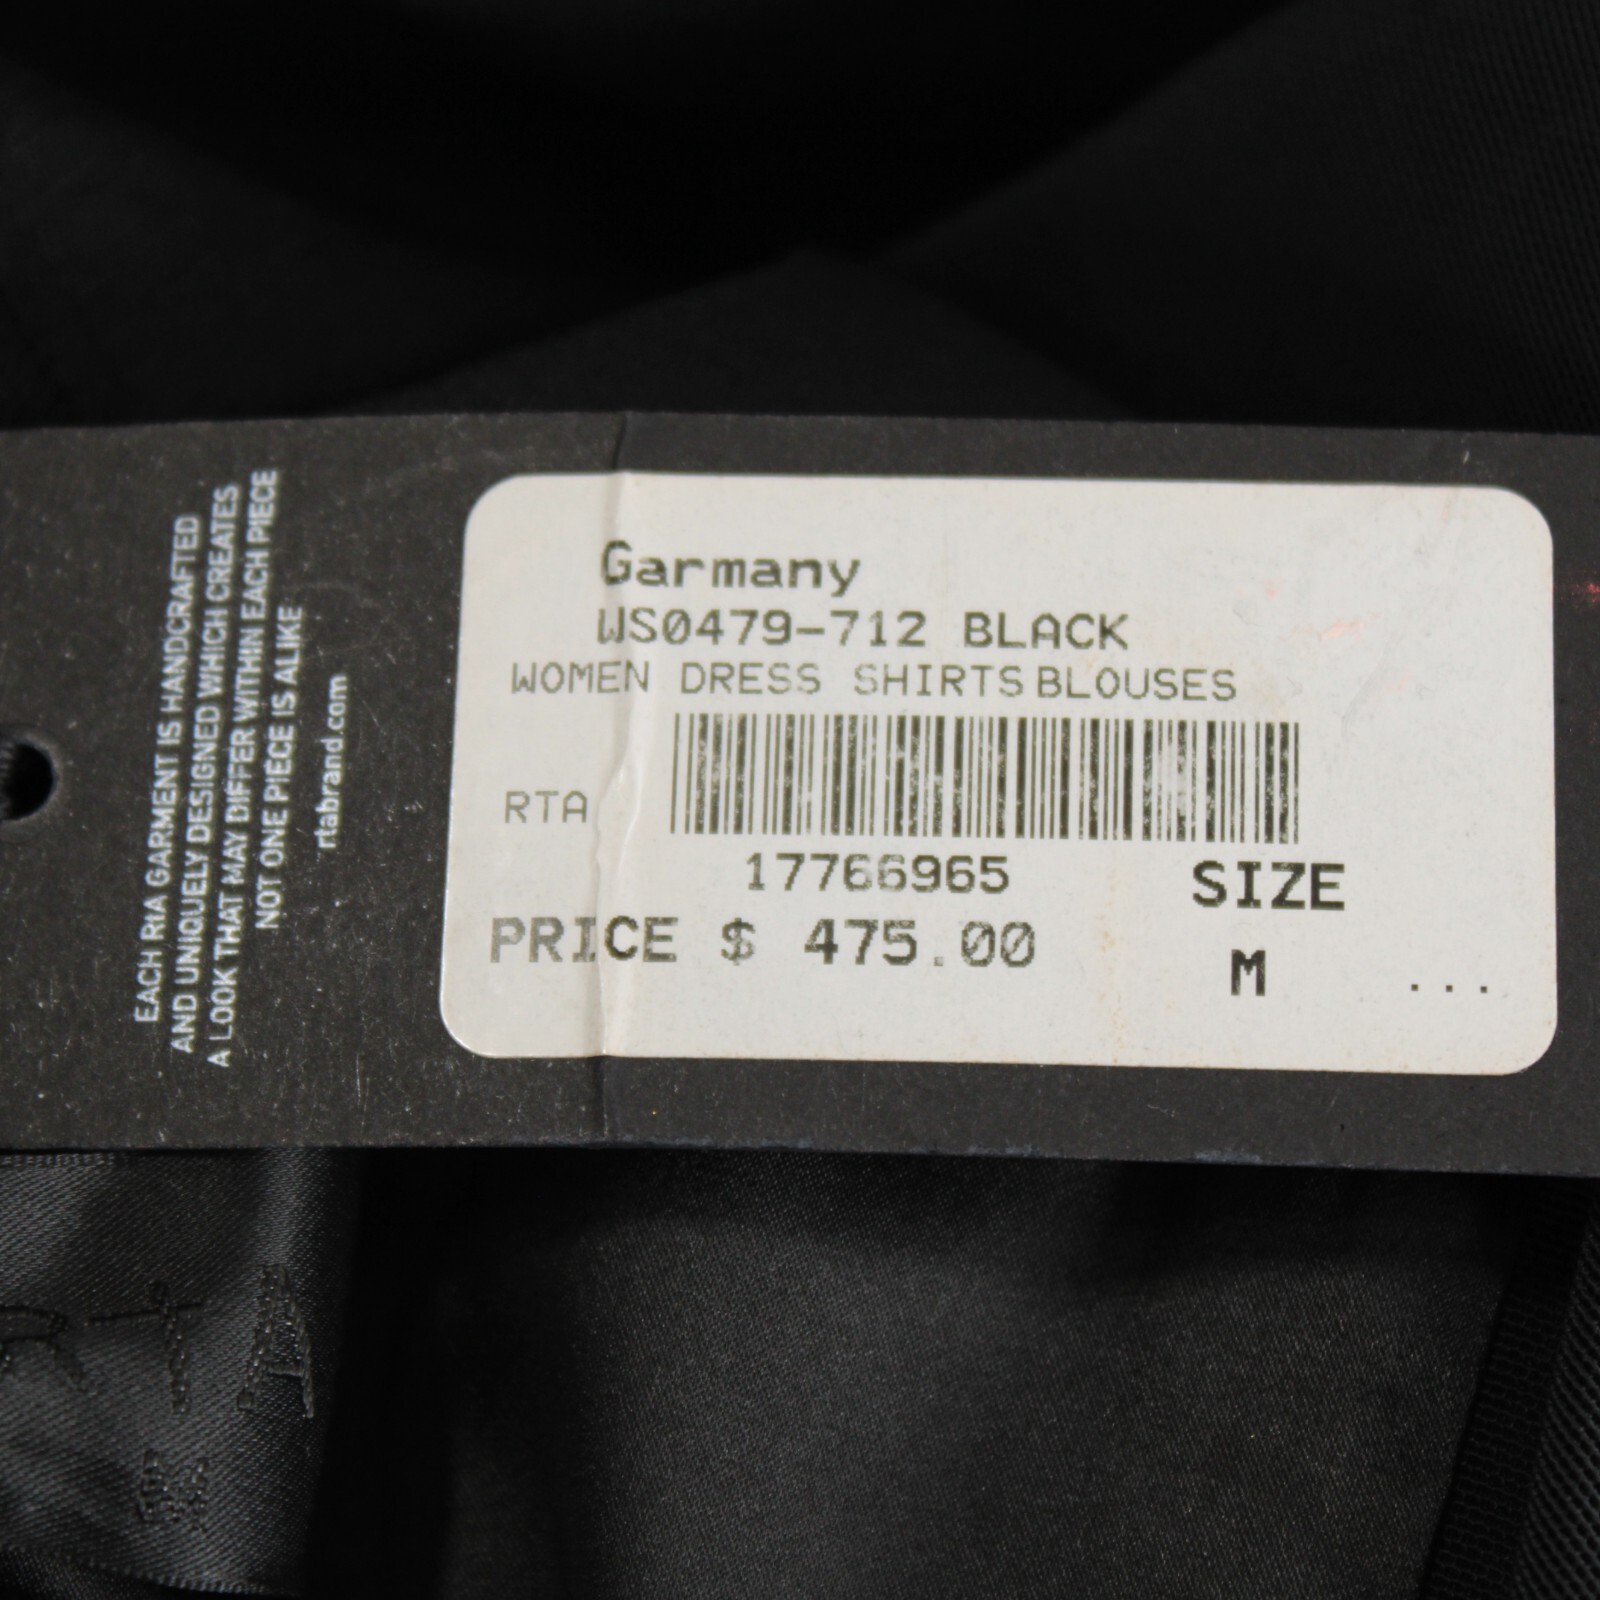 Garmany
WS0479-712 BLACK
WOMEN DRESS SHIRTS BLOUSES
RTA
17766965
SIZE
PRICE $ 475.00
M
...
EACH RTA GARMENT IS HANDCRAFTED
AND UNIQUELY DESIGNED WHICH CREATES
A LOOK THAT MAY DIFFER WITHIN EACH PIECE
NOT ONE PIECE IS ALIKE
rtabrand.com
RTA